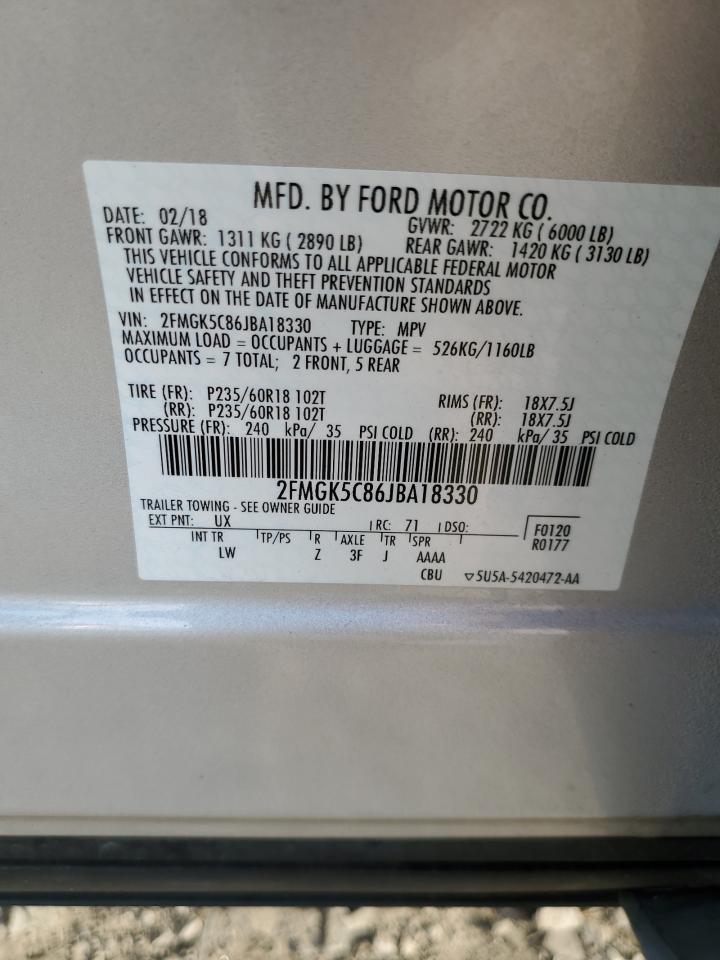 MFD. BY FORD MOTOR CO.
DATE: 02/18 GVWR: 2722 KG ( 6000 LB)
FRONT GAWR: 1311 KG ( 2890 LB) REAR GAWR: 1420 KG ( 3130 LB)
THIS VEHICLE CONFORMS TO ALL APPLICABLE FEDERAL MOTOR
VEHICLE SAFETY AND THEFT PREVENTION STANDARDS
IN EFFECT ON THE DATE OF MANUFACTURE SHOWN ABOVE.
VIN: 2FMGK5C86JBA18330 TYPE: MPV
MAXIMUM LOAD = OCCUPANTS + LUGGAGE = 526KG/1160LB
OCCUPANTS = 7 TOTAL; 2 FRONT, 5 REAR
TIRE (FR): P235/60R18 102T RIMS (FR): 18X7.5J
(RR): P235/60R18 102T (RR): 18X7.5J
PRESSURE (FR): 240 kPa/ 35 PSI COLD (RR): 240 kPa/ 35 PSI COLD
2FMGK5C86JBA18330
TRAILER TOWING - SEE OWNER GUIDE
EXT PNT: UX RC: 71 DSO: F0120
INT TR TP/PS R AXLE TR SPR R0177
LW Z 3F J AAAA
CBU ▽5U5A-5420472-AA